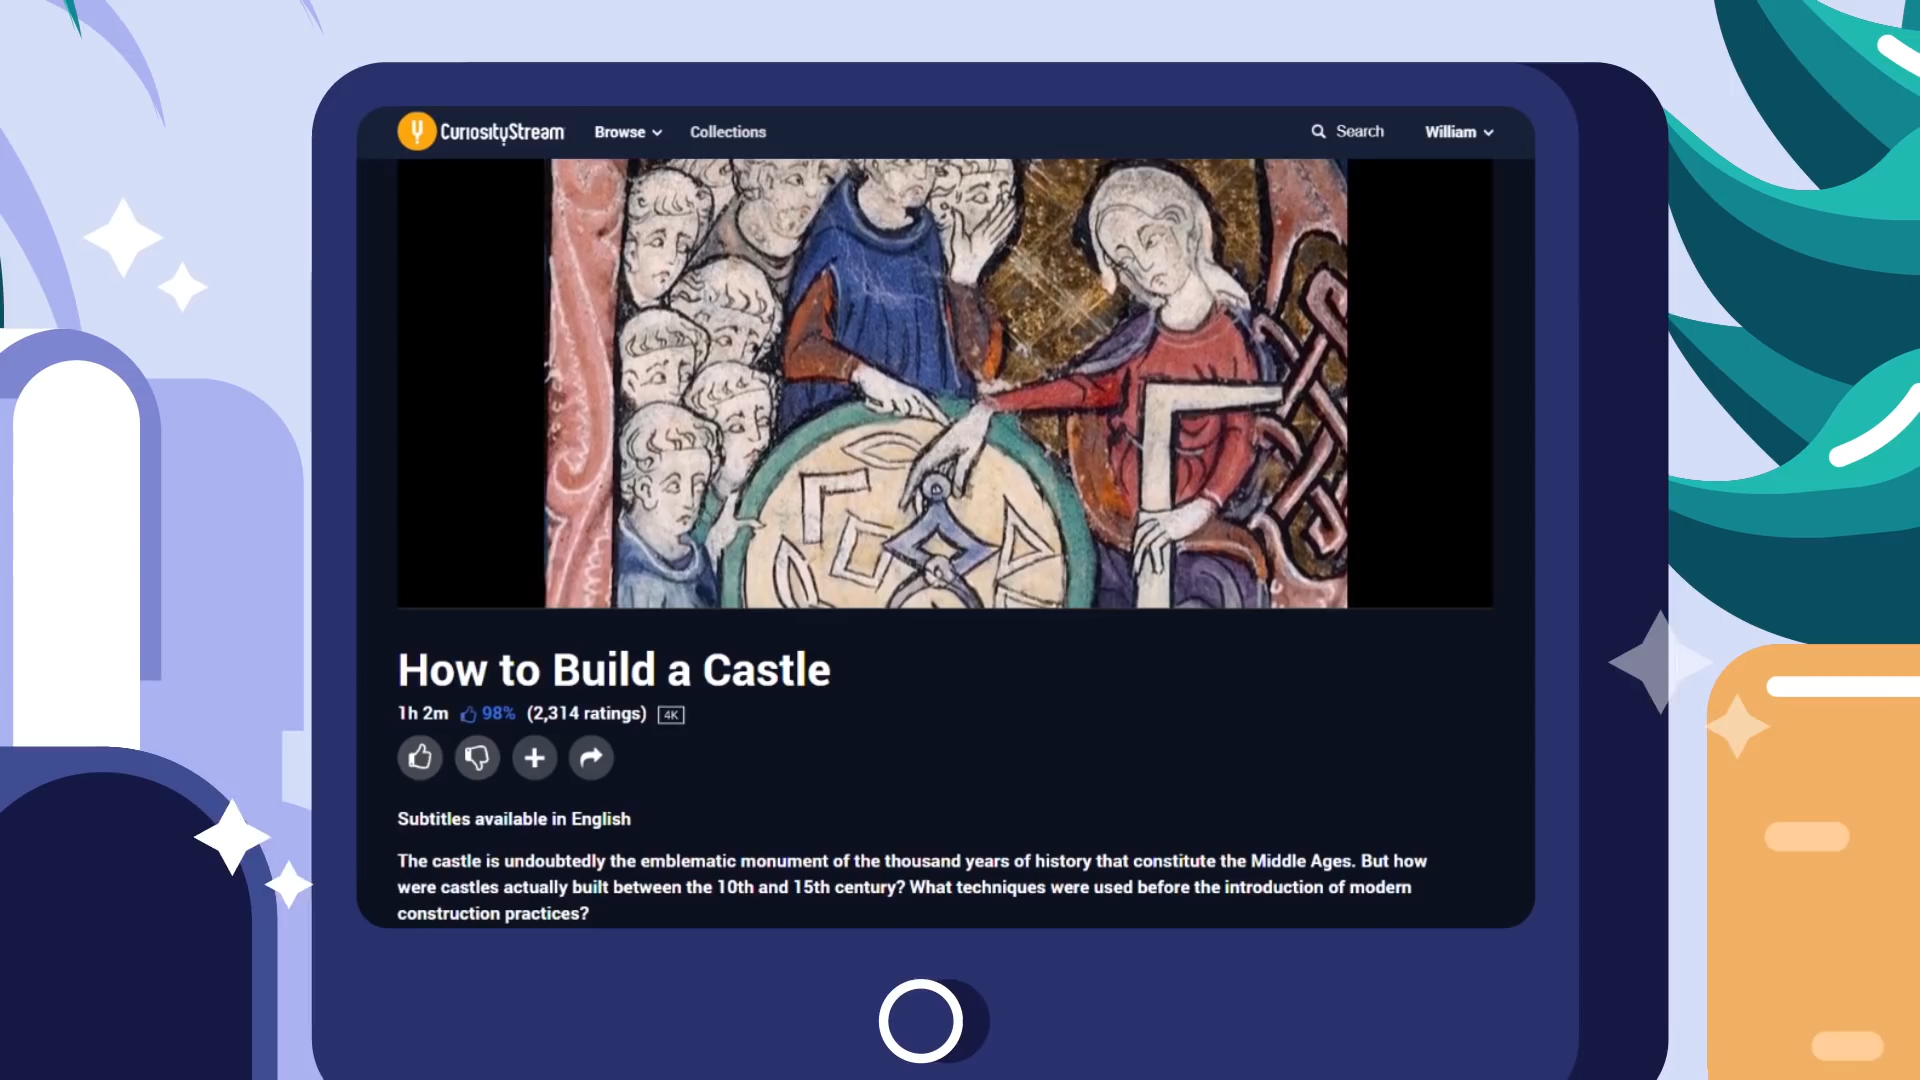 CuriosityStream Browse Collections Search William
How to Build a Castle
1h 2m 98% (2,314 ratings) 4K
Subtitles available in English
The castle is undoubtedly the emblematic monument of the thousand years of history that constitute the Middle Ages. But how
were castles actually built between the 10th and 15th century? What techniques were used before the introduction of modern
construction practices?